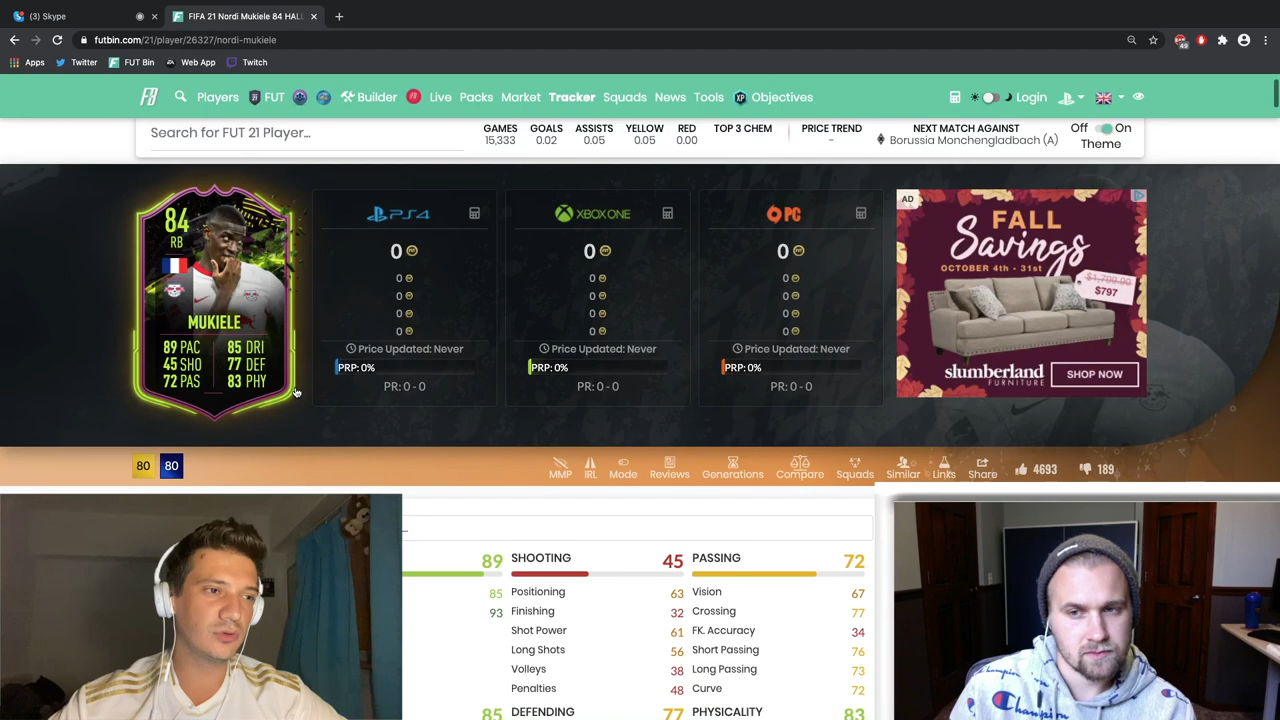 (3) Skype
FIFA 21 Nordi Mukiele 84 HALL
futbin.com/21/player/26327/nordi-mukiele
49
Apps Twitter FUT Bin Web App Twitch
Players FUT Builder Live Packs Market Tracker Squads News Tools XP Objectives Login
Search for FUT 21 Player...
GAMES GOALS ASSISTS YELLOW RED TOP 3 CHEM PRICE TREND NEXT MATCH AGAINST Off On
15,333 0.02 0.05 0.05 0.00 - Borussia Monchengladbach (A) Theme
84
RB
MUKIELE
89 PAC 85 DRI
45 SHO 77 DEF
72 PAS 83 PHY
PS4
0
0
0
0
0
Price Updated: Never
PRP: 0%
PR: 0 - 0
XBOX ONE
0
0
0
0
0
Price Updated: Never
PRP: 0%
PR: 0 - 0
PC
0
0
0
0
0
Price Updated: Never
PRP: 0%
PR: 0 - 0
AD
FALL
Savings
OCTOBER 4th - 31st
$1,799.99
$797
slumberland
FURNITURE
SHOP NOW
80 80
MMP IRL Mode Reviews Generations Compare Squads Similar Links Share 4693 189
89 SHOOTING 45 PASSING 72
85 Positioning 63 Vision 67
93 Finishing 32 Crossing 77
Shot Power 61 FK. Accuracy 34
Long Shots 56 Short Passing 76
Volleys 38 Long Passing 73
Penalties 48 Curve 72
85 DEFENDING 77 PHYSICALITY 83
Champion